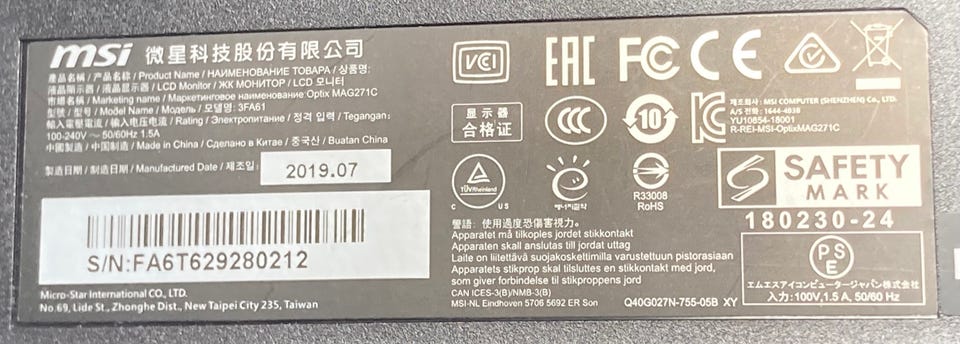 msi 微星科技股份有限公司
產品名稱 / 产品名称 / Product Name / НАИМЕНОВАНИЕ ТОВАРА / 상품명:
液晶顯示器 / 液晶显示器 / LCD Monitor / ЖК МОНИТОР / LCD 모니터
市場名稱 / Marketing name / Маркетинговое наименование: Optix MAG271C
型號 / 型号 / Model Name / Модель / 모델명: 3FA61
輸入電壓電流 / 输入电压电流 / Rating / Электропитание / 정격 입력 / Tegangan:
100-240V ~ 50/60Hz 1.5A
中國製造 / 中国制造 / Made in China / Сделано в Китае / 중국산 / Buatan China
製造日期 / 制造日期 / Manufactured Date / 제조일: 2019.07
S/N:FA6T629280212
Micro-Star International CO., LTD.
No.69, Lide St., Zhonghe Dist., New Taipei City 235, Taiwan
VCI
EAC
FC CE
显示器
合格证
CCC
10
KC
제조회사: MSI COMPUTER (SHENZHEN) Co., LTD.
A/S 전화: 1644-4838
YU10854-18001
R-REI-MSI-OptixMAG271C
TÜVRheinland
C US
에너지절약
R33008
RoHS
SAFETY
MARK
180230-24
警語: 使用過度恐傷害視力。
Apparatet må tilkoples jordet stikkontakt
Apparaten skall anslutas till jordat uttag
Laite on liitettävä suojakoskettimilla varustettuun pistorasiaan
Apparatets stikprop skal tilsluttes en stikkontakt med jord,
som giver forbindelse til stikproppens jord
CAN ICES-3(B)/NMB-3(B)
MSI-NL Eindhoven 5706 5692 ER Son
Q40G027N-755-05B XY
PSE
エムエスアイコンピュータージャパン株式会社
入力: 100V, 1.5 A, 50/60 Hz